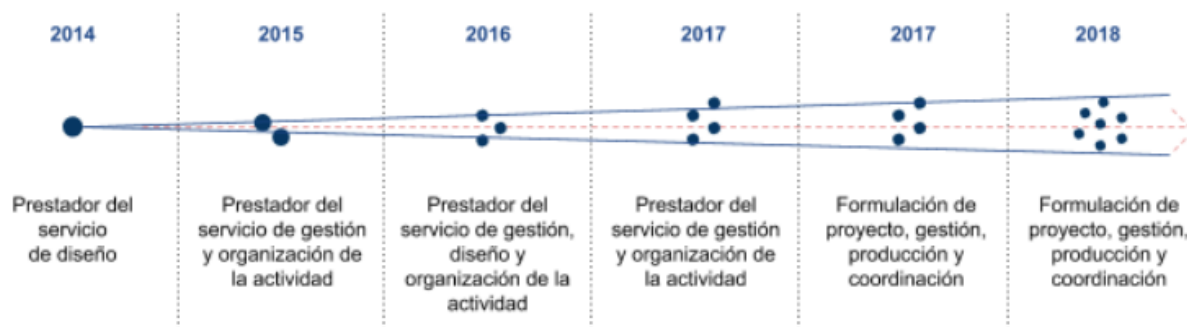 2014
2015
2016
2017
2017
2018
Prestador del
servicio
de diseño
Prestador del
servicio de gestión
y organización de
la actividad
Prestador del
servicio de gestión,
diseño y
organización de la
actividad
Prestador del
servicio de gestión
y organización de
la actividad
Formulación de
proyecto, gestión,
producción y
coordinación
Formulación de
proyecto, gestión,
producción y
coordinación